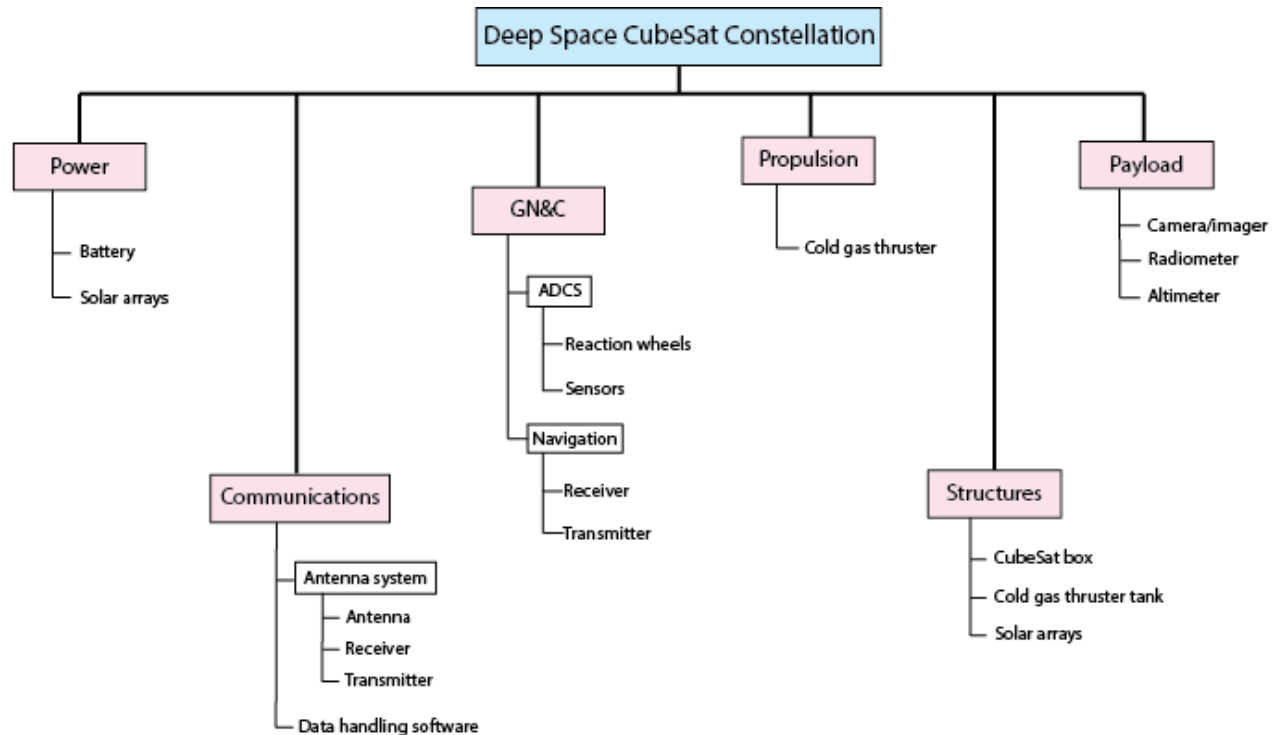 Deep Space CubeSat Constellation
Power
Battery
Solar arrays
Communications
Antenna system
Antenna
Receiver
Transmitter
Data handling software
GN&C
ADCS
Reaction wheels
Sensors
Navigation
Receiver
Transmitter
Propulsion
Cold gas thruster
Structures
CubeSat box
Cold gas thruster tank
Solar arrays
Payload
Camera/imager
Radiometer
Altimeter